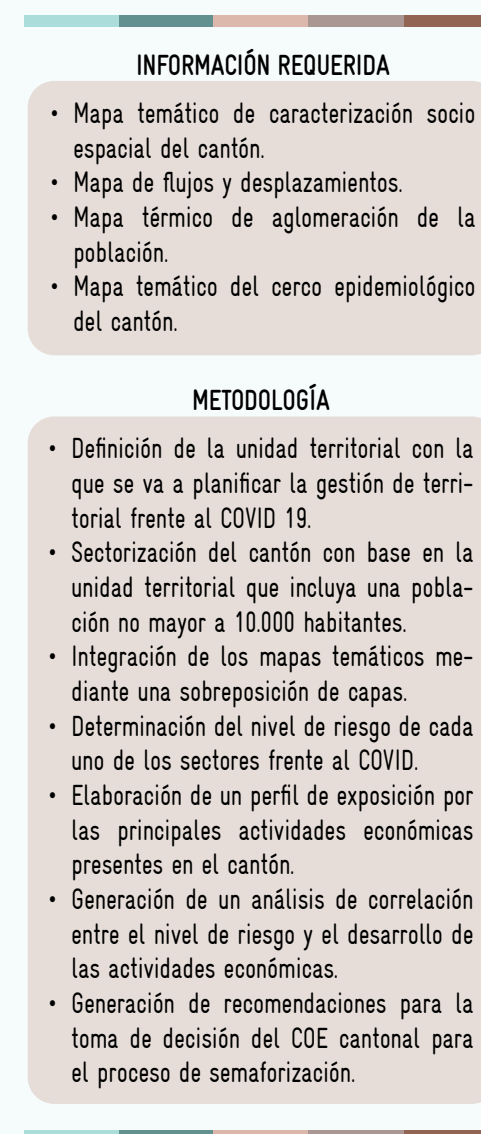 INFORMACIÓN REQUERIDA
• Mapa temático de caracterización socio
espacial del cantón.
• Mapa de flujos y desplazamientos.
• Mapa térmico de aglomeración de la
población.
• Mapa temático del cerco epidemiológico
del cantón.
METODOLOGÍA
• Definición de la unidad territorial con la
que se va a planificar la gestión de terri-
torial frente al COVID 19.
• Sectorización del cantón con base en la
unidad territorial que incluya una pobla-
ción no mayor a 10.000 habitantes.
• Integración de los mapas temáticos me-
diante una sobreposición de capas.
• Determinación del nivel de riesgo de cada
uno de los sectores frente al COVID.
• Elaboración de un perfil de exposición por
las principales actividades económicas
presentes en el cantón.
• Generación de un análisis de correlación
entre el nivel de riesgo y el desarrollo de
las actividades económicas.
• Generación de recomendaciones para la
toma de decisión del COE cantonal para
el proceso de semaforización.